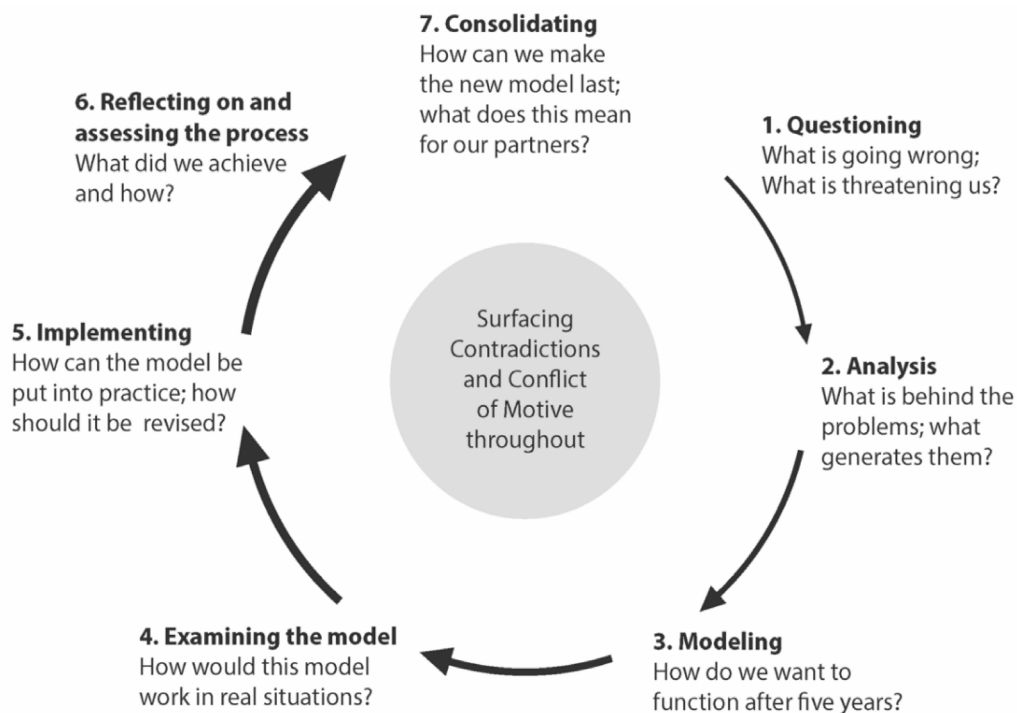 7. Consolidating
How can we make
the new model last;
what does this mean
for our partners?
1. Questioning
What is going wrong;
What is threatening us?
2. Analysis
What is behind the
problems; what
generates them?
3. Modeling
How do we want to
function after five years?
4. Examining the model
How would this model
work in real situations?
5. Implementing
How can the model be
put into practice; how
should it be revised?
6. Reflecting on and
assessing the process
What did we achieve
and how?
Surfacing
Contradictions
and Conflict
of Motive
throughout